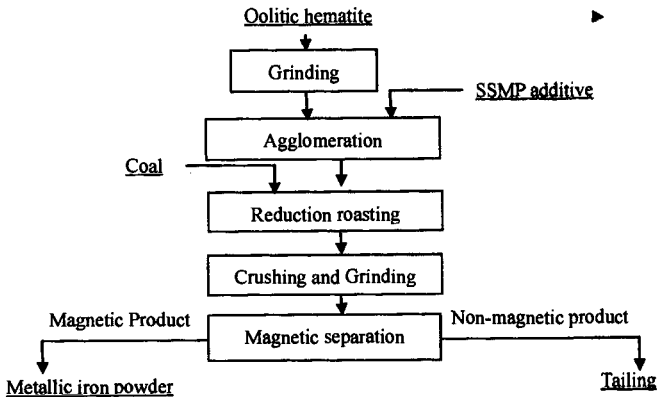 Oolitic hematite
Grinding
SSMP additive
Agglomeration
Coal
Reduction roasting
Crushing and Grinding
Magnetic Product
Magnetic separation
Non-magnetic product
Metallic iron powder
Tailing